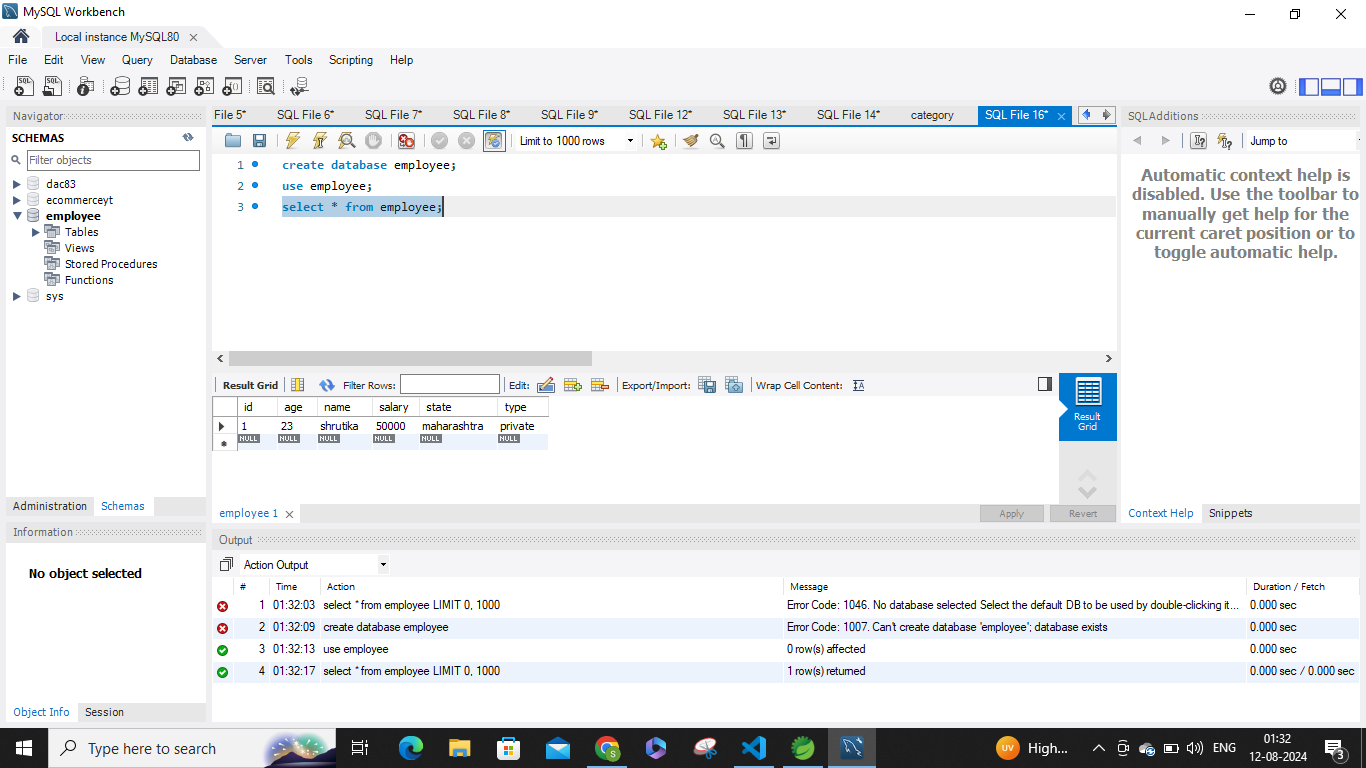 MySQL Workbench
Local instance MySQL80
File Edit View Query Database Server Tools Scripting Help
Navigator
SCHEMAS
Filter objects
dac83
ecommerceyt
employee
Tables
Views
Stored Procedures
Functions
sys
Administration Schemas
Information
No object selected
Object Info Session
File 5* SQL File 6* SQL File 7* SQL File 8* SQL File 9* SQL File 12* SQL File 13* SQL File 14* category SQL File 16*
Limit to 1000 rows
1 create database employee;
2 use employee;
3 select * from employee;
Result Grid Filter Rows: Edit: Export/Import: Wrap Cell Content:
id age name salary state type
1 23 shrutika 50000 maharashtra private
NULL NULL NULL NULL NULL NULL
Result
Grid
employee 1 Apply Revert
SQLAdditions
Jump to
Automatic context help is
disabled. Use the toolbar to
manually get help for the
current caret position or to
toggle automatic help.
Context Help Snippets
Output
Action Output
# Time Action Message Duration / Fetch
1 01:32:03 select * from employee LIMIT 0, 1000 Error Code: 1046. No database selected Select the default DB to be used by double-clicking it... 0.000 sec
2 01:32:09 create database employee Error Code: 1007. Can't create database 'employee'; database exists 0.000 sec
3 01:32:13 use employee 0 row(s) affected 0.000 sec
4 01:32:17 select * from employee LIMIT 0, 1000 1 row(s) returned 0.000 sec / 0.000 sec
Type here to search
UV High... ENG 01:32
12-08-2024
3